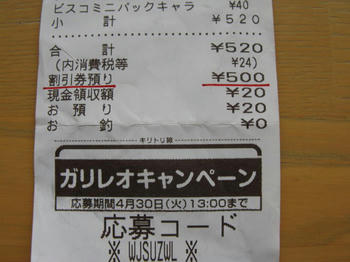 ビスコミニパックキャラ ¥40
小 計 ¥520
合 計 ¥520
(内消費税等 ¥24)
割引券預り ¥500
現金領収額 ¥20
お 預 り ¥20
お 釣 ¥0
キリトリ線
ガリレオキャンペーン
応募期間4月30日(火)13:00まで
応募コード
※ WJSUZWL ※